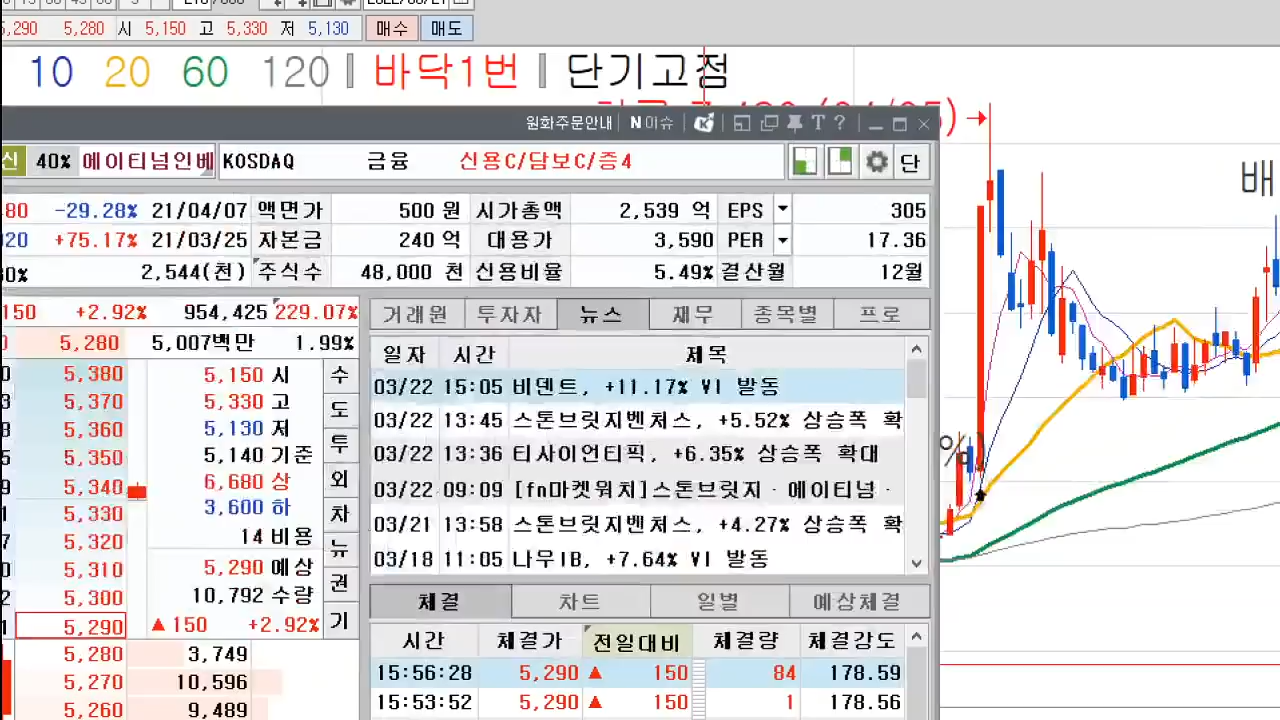 5,290 5,280 시 5,150 고 5,330 저 5,130 매수 매도
10 20 60 120 바닥1번 단기고점
원화주문안내 N이슈 T ?
신 40% 에이티넘인베 KOSDAQ 금융 신용C/담보C/증4 단
배
80 -29.28% 21/04/07 액면가 500 원 시가총액 2,539 억 EPS 305
020 +75.17% 21/03/25 자본금 240 억 대용가 3,590 PER 17.36
80% 2,544(천) 주식수 48,000 천 신용비율 5.49% 결산월 12월
150 +2.92% 954,425 229.07%
5,280 5,007백만 1.99%
5,380 5,150 시 수
5,370 5,330 고 도
5,360 5,130 저
5,350 5,140 기준 투
5,340 6,680 상 외
5,330 3,600 하 차
5,320 14 비용 뉴
5,310 5,290 예상 권
5,300 10,792 수량
5,290 ▲ 150 +2.92% 기
5,280 3,749
5,270 10,596
5,260 9,489
거래원 투자자 뉴스 재무 종목별 프로
일자 시간 제목
03/22 15:05 비덴트, +11.17% VI 발동
03/22 13:45 스톤브릿지벤처스, +5.52% 상승폭 확
03/22 13:36 티사이언티픽, +6.35% 상승폭 확대
03/22 09:09 [fn마켓워치]스톤브릿지·에이티넘·
03/21 13:58 스톤브릿지벤처스, +4.27% 상승폭 확
03/18 11:05 나무IB, +7.64% VI 발동
체결 차트 일별 예상체결
시간 체결가 전일대비 체결량 체결강도
15:56:28 5,290 ▲ 150 84 178.59
15:53:52 5,290 ▲ 150 1 178.56
%)